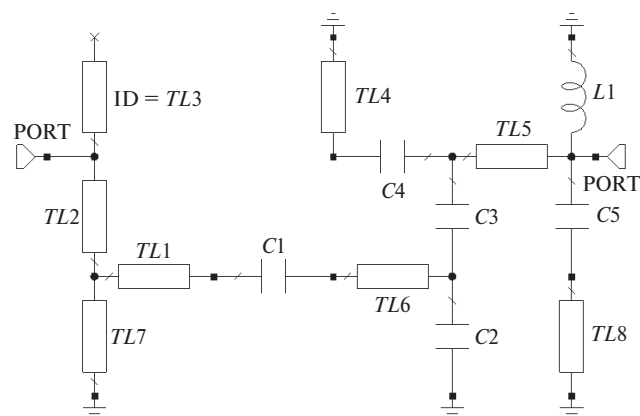 ID = TL3
TL4
L1
PORT
TL5
PORT
C4
TL2
C3
C5
TL1
C1
TL6
TL7
C2
TL8